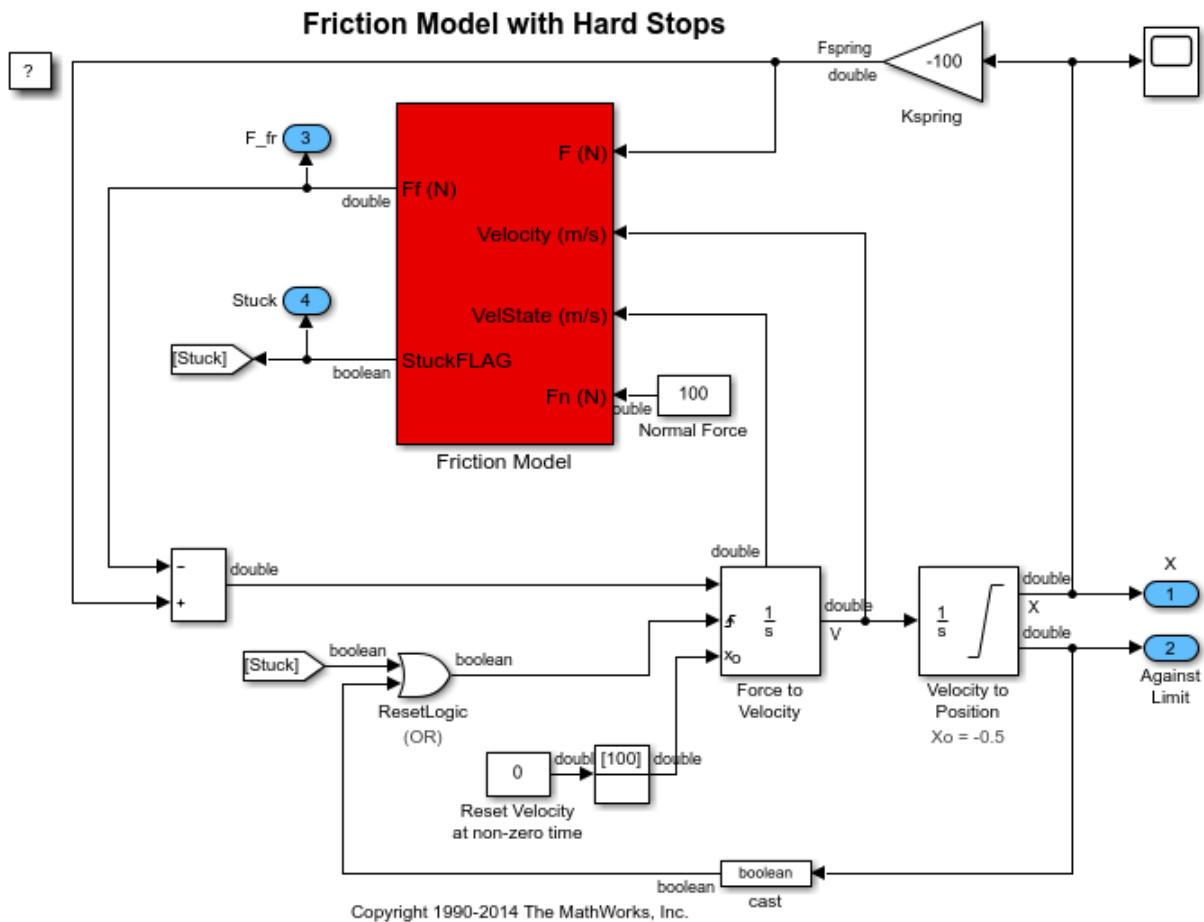 Friction Model with Hard Stops
?
Fspring
double
-100
Kspring
F_fr
3
F (N)
Ff (N)
double
Velocity (m/s)
Stuck
4
VelState (m/s)
[Stuck]
StuckFLAG
boolean
Fn (N)
100
Normal Force
Friction Model
−
+
double
double
1
s
xo
double
V
Force to
Velocity
1
s
double
X
double
Velocity to
Position
Xo = -0.5
X
1
2
Against
Limit
[Stuck]
boolean
boolean
ResetLogic
(OR)
0
[100]
double
Reset Velocity
at non-zero time
boolean
boolean
cast
Copyright 1990-2014 The MathWorks, Inc.